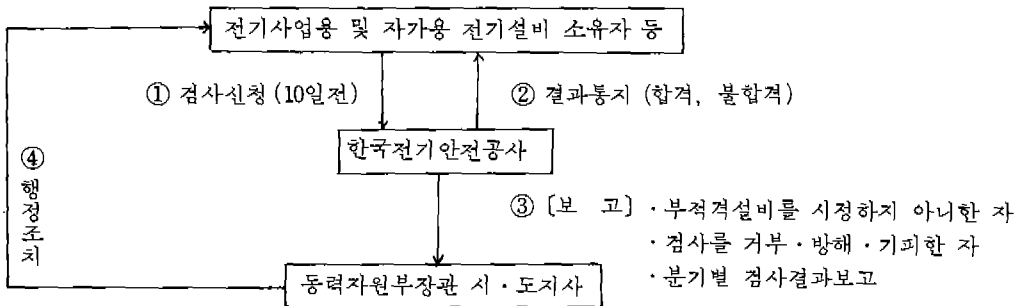 전기사업용 및 자가용 전기설비 소유자 등
① 검사신청 (10일전)
② 결과통지 (합격, 불합격)
한국전기안전공사
④ 행정조치
③ 〔보 고〕 · 부적격설비를 시정하지 아니한 자
· 검사를 거부 · 방해 · 기피한 자
· 분기별 검사결과보고
동력자원부장관 시 · 도지사